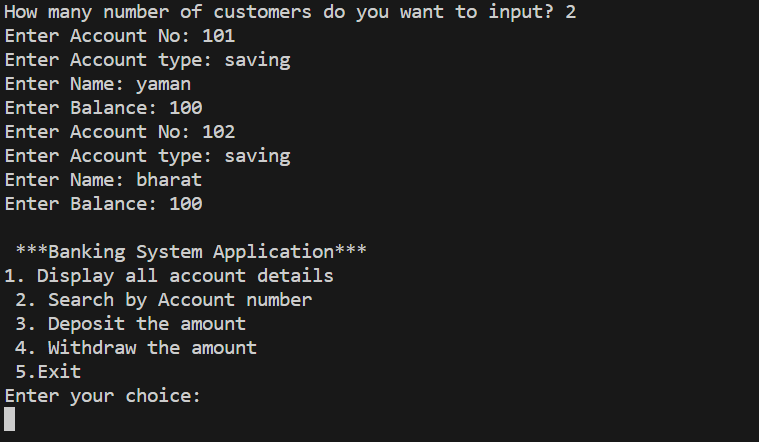 How many number of customers do you want to input? 2
Enter Account No: 101
Enter Account type: saving
Enter Name: yaman
Enter Balance: 100
Enter Account No: 102
Enter Account type: saving
Enter Name: bharat
Enter Balance: 100
***Banking System Application***
1. Display all account details
2. Search by Account number
3. Deposit the amount
4. Withdraw the amount
5.Exit
Enter your choice: